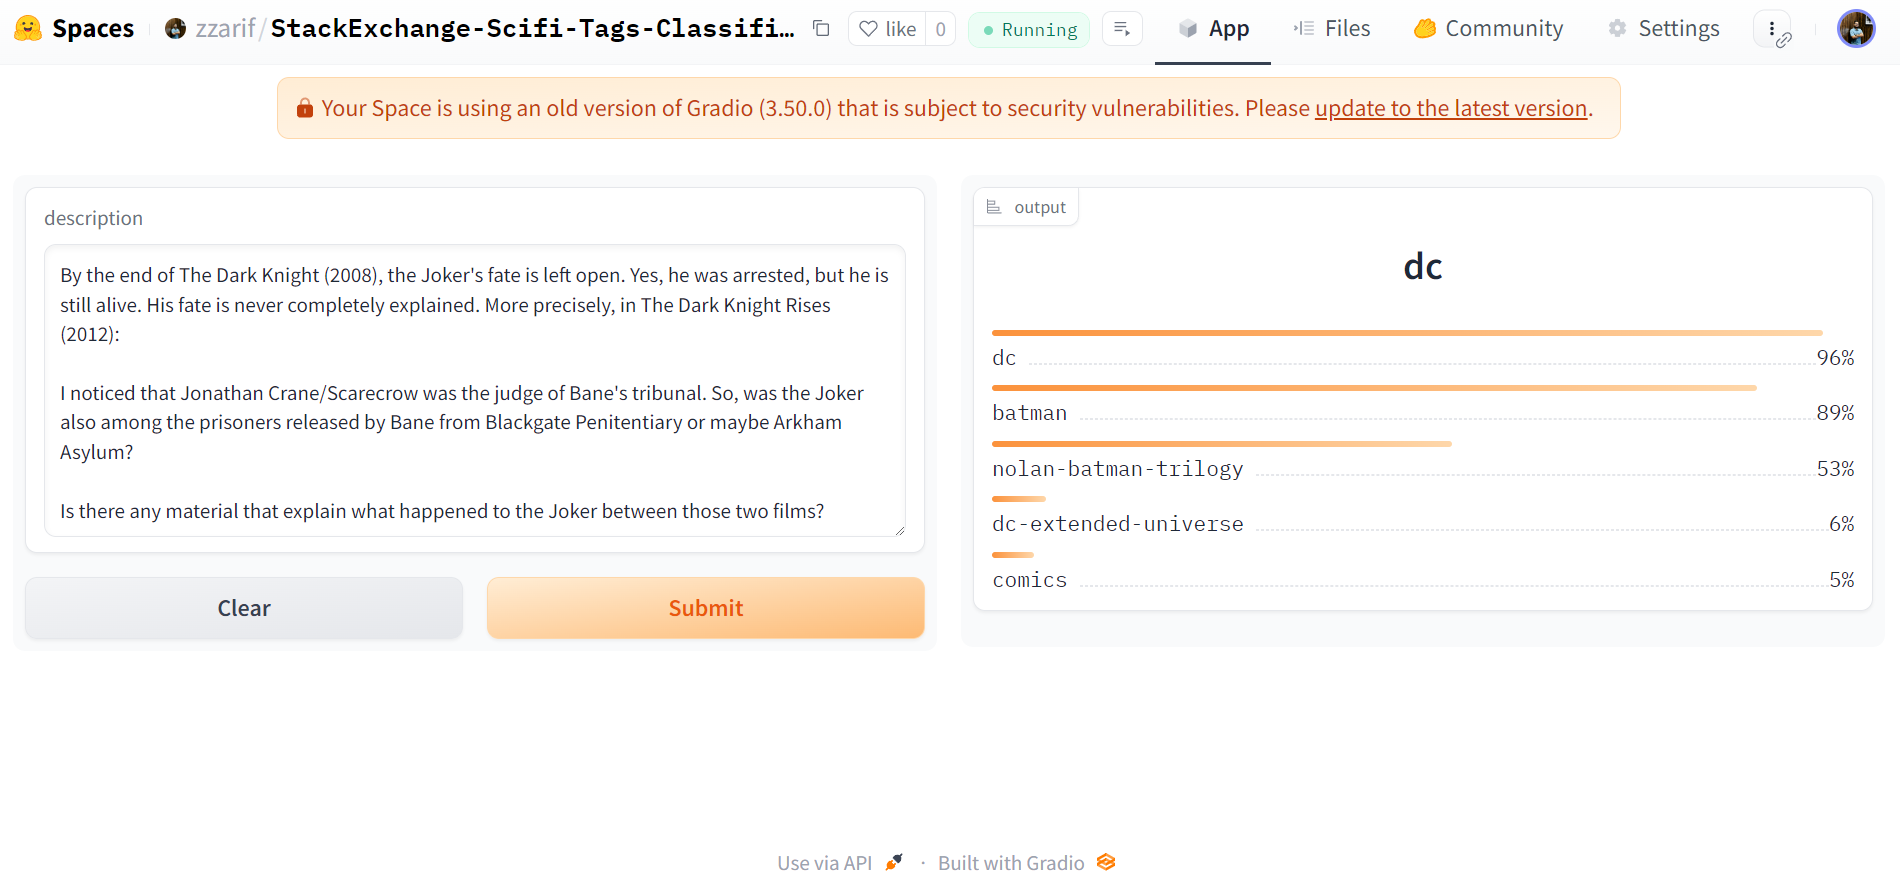 Spaces zzarif/StackExchange-Scifi-Tags-Classifi... like 0 Running App Files Community Settings
Your Space is using an old version of Gradio (3.50.0) that is subject to security vulnerabilities. Please update to the latest version.
description
By the end of The Dark Knight (2008), the Joker's fate is left open. Yes, he was arrested, but he is
still alive. His fate is never completely explained. More precisely, in The Dark Knight Rises
(2012):
I noticed that Jonathan Crane/Scarecrow was the judge of Bane's tribunal. So, was the Joker
also among the prisoners released by Bane from Blackgate Penitentiary or maybe Arkham
Asylum?
Is there any material that explain what happened to the Joker between those two films?
Clear
Submit
output
dc
dc 96%
batman 89%
nolan-batman-trilogy 53%
dc-extended-universe 6%
comics 5%
Use via API · Built with Gradio